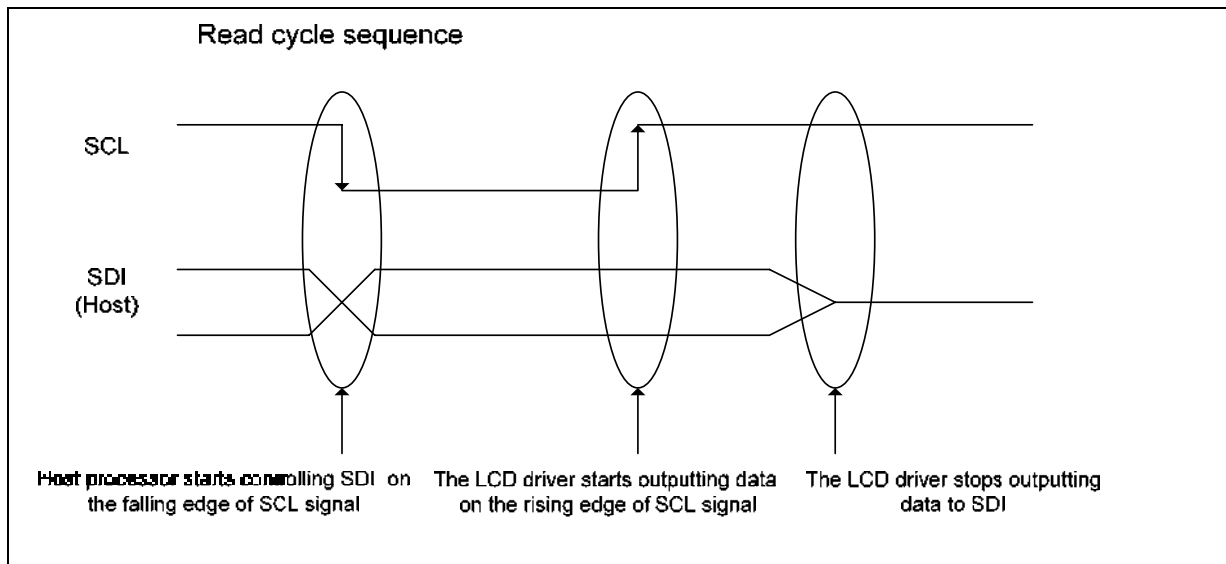 Read cycle sequence
SCL
SDI
(Host}
Host processor starts controlling SDI on
the falling edge of SCL signal
The LCD driver starts outputting data
on the rising edge of SCL signal
The LCD driver stops outputting
data to SDI